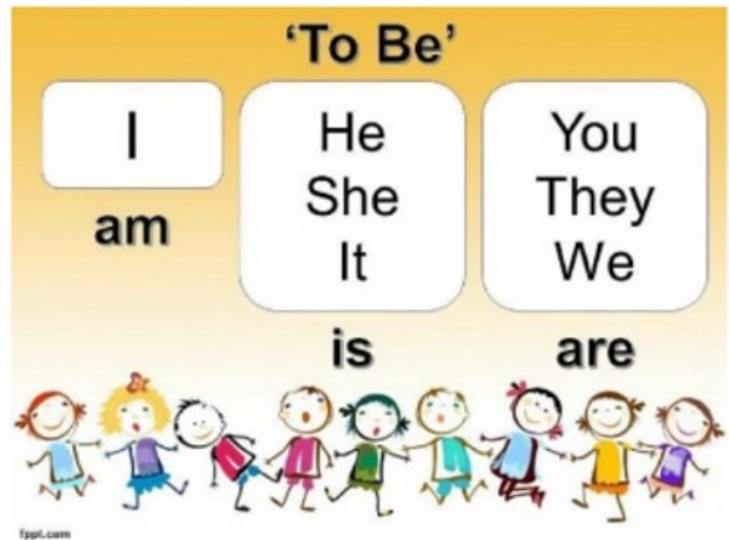 ‘To Be’
I
am
He
She
It
is
You
They
We
are
fppt.com